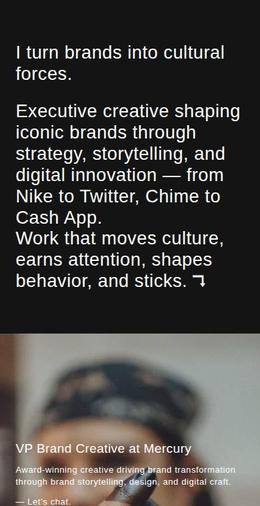 I turn brands into cultural
forces.
Executive creative shaping
iconic brands through
strategy, storytelling, and
digital innovation — from
Nike to Twitter, Chime to
Cash App.
Work that moves culture,
earns attention, shapes
behavior, and sticks. ↴
VP Brand Creative at Mercury
Award-winning creative driving brand transformation
through brand storytelling, design, and digital craft.
— Let's chat.